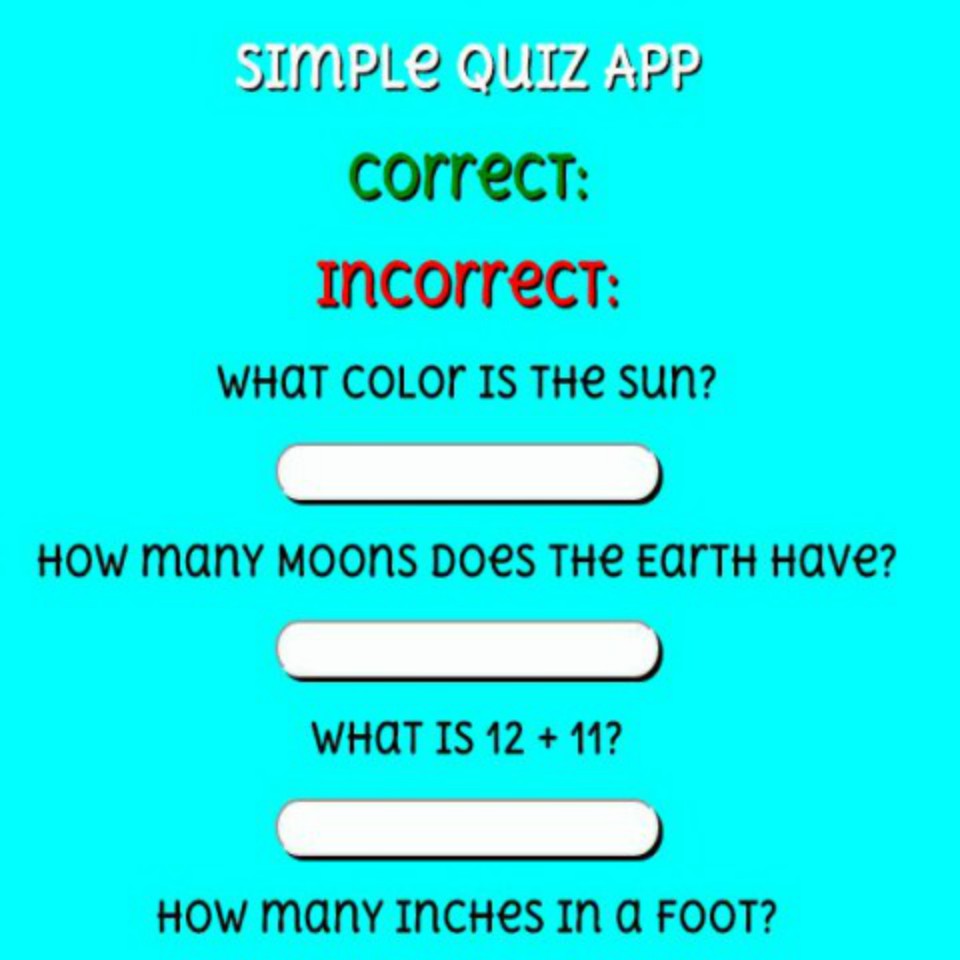 SIMPLe QUIZ APP
Correct:
Incorrect:
What Color Is The Sun?
How many Moons Does The Earth Have?
What Is 12 + 11?
How many Inches In a Foot?